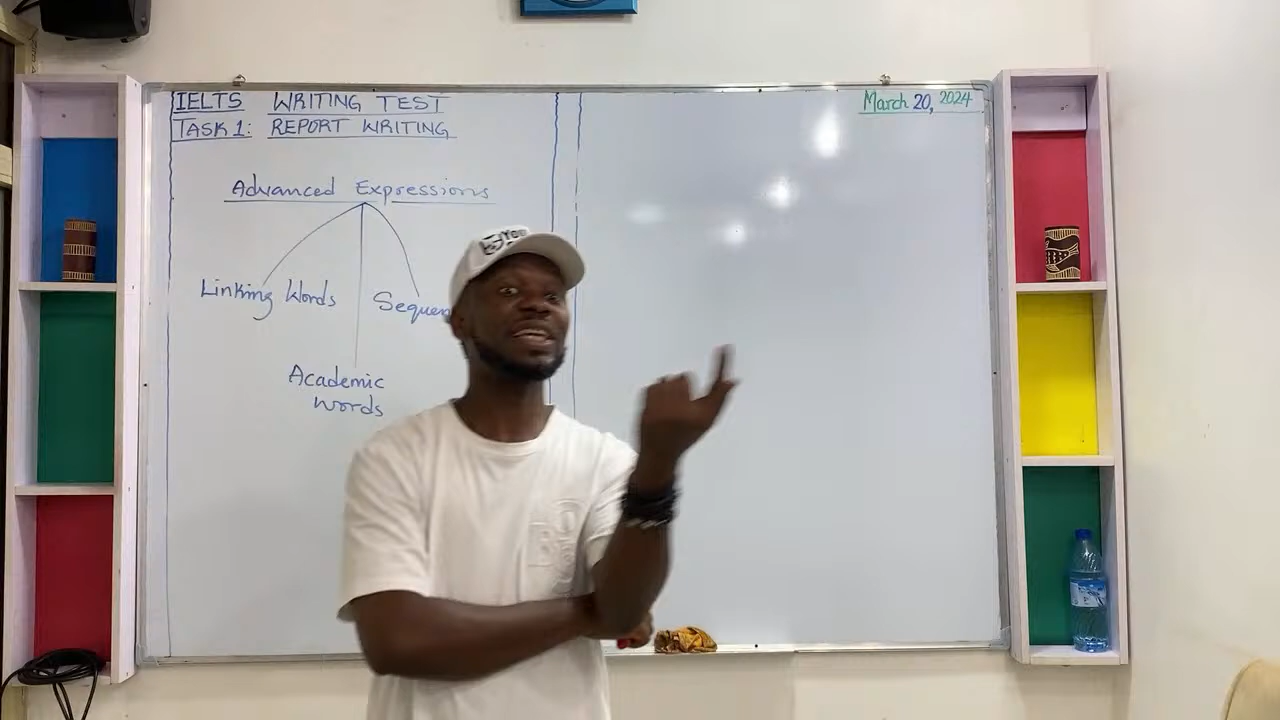 IELTS WRITING TEST
TASK 1: REPORT WRITING
March 20, 2024
Advanced Expressions
Linking Words
Academic
words